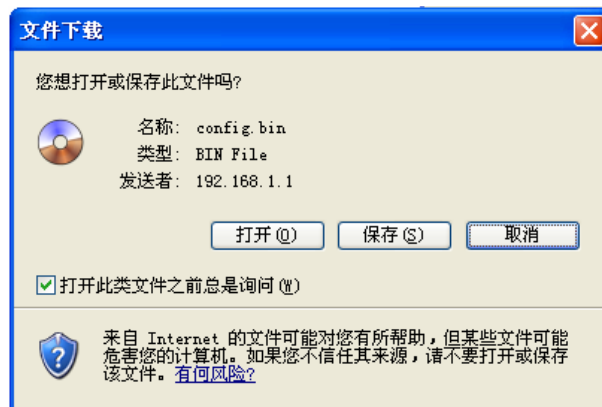 文件下载
您想打开或保存此文件吗?
名称: config.bin
类型: BIN File
发送者: 192.168.1.1
打开(O) 保存(S) 取消
打开此类文件之前总是询问(W)
来自 Internet 的文件可能对您有所帮助，但某些文件可能
危害您的计算机。如果您不信任其来源，请不要打开或保存
该文件。有何风险?